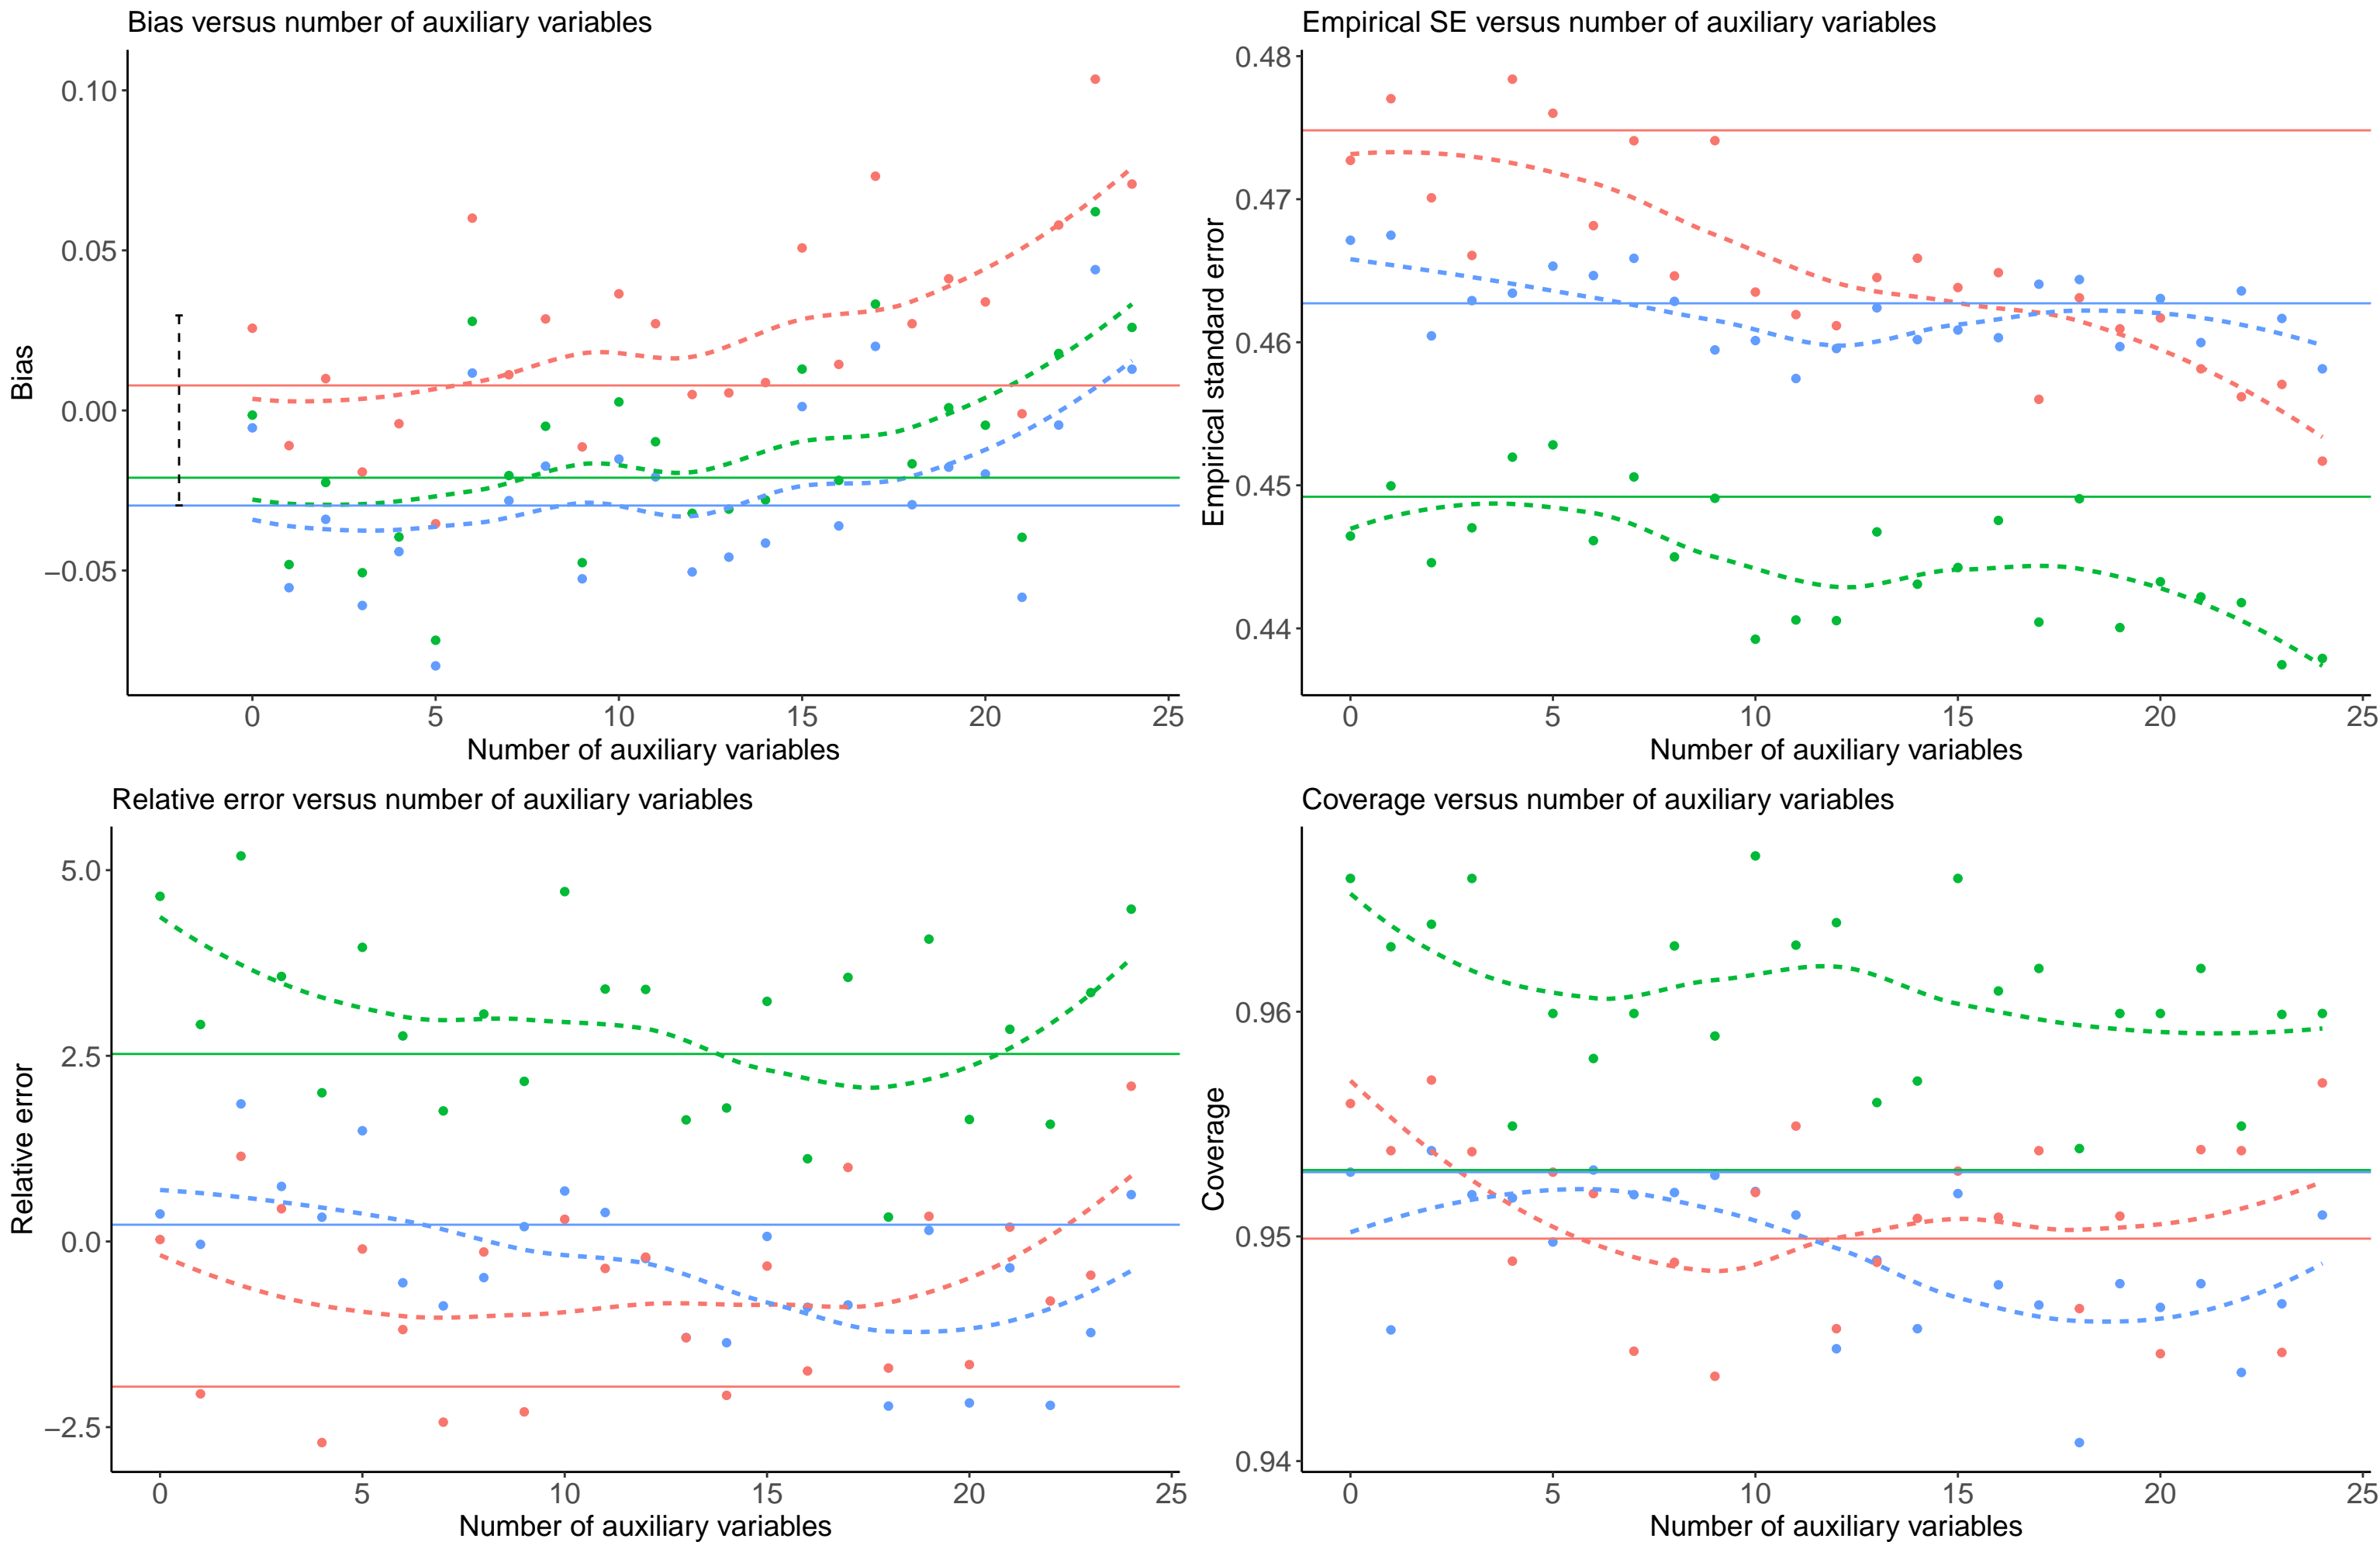 Bias versus number of auxiliary variables
0.10
0.05
0.00
−0.05
Bias
0 5 10 15 20 25
Number of auxiliary variables
Empirical SE versus number of auxiliary variables
0.48
0.47
0.46
0.45
0.44
Empirical standard error
0 5 10 15 20 25
Number of auxiliary variables
Relative error versus number of auxiliary variables
5.0
2.5
0.0
−2.5
Relative error
0 5 10 15 20 25
Number of auxiliary variables
Coverage versus number of auxiliary variables
0.96
0.95
0.94
Coverage
0 5 10 15 20 25
Number of auxiliary variables